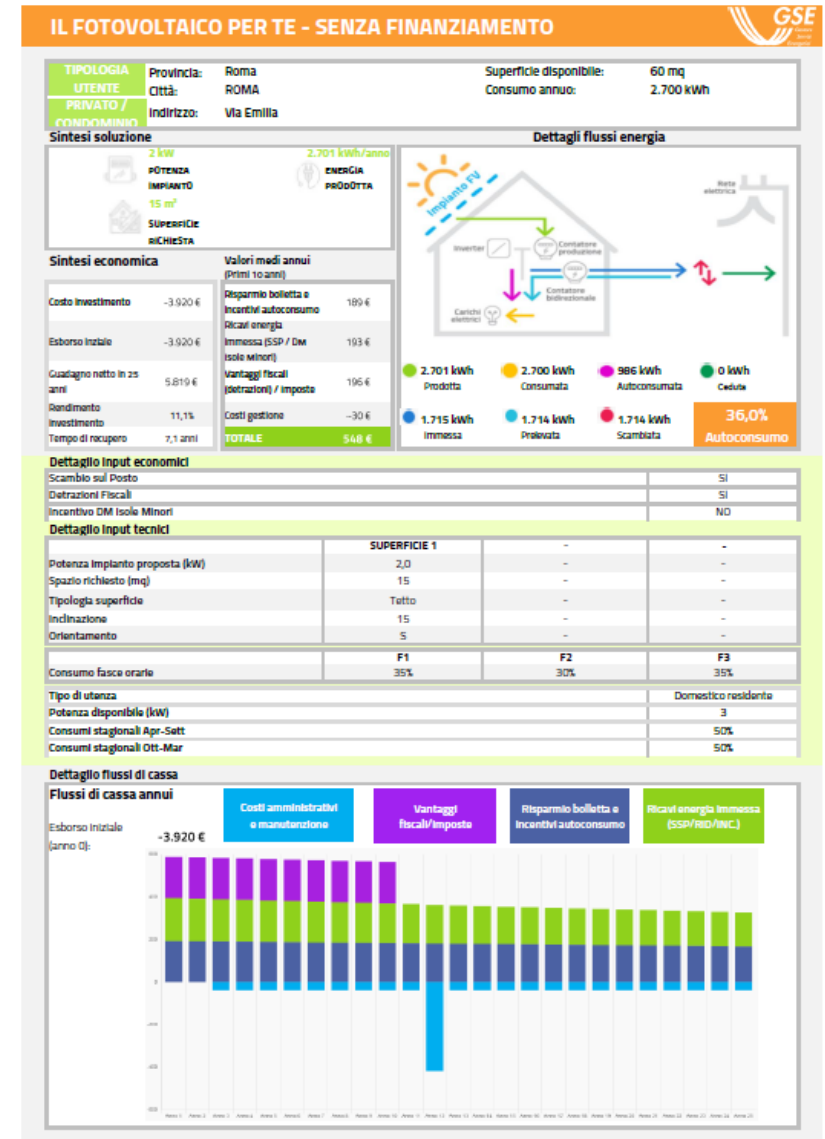 IL FOTOVOLTAICO PER TE - SENZA FINANZIAMENTO
GSE
TIPOLOGIA
UTENTE
PRIVATO /
CONDOMINIO
Provincia: Roma
Città: ROMA
Indirizzo: Via Emilia
Superficie disponibile: 60 mq
Consumo annuo: 2.700 kWh
Sintesi soluzione
2 kW
POTENZA
IMPIANTO
2.701 kWh/anno
ENERGIA
PRODOTTA
15 m²
SUPERFICIE
RICHIESTA
Dettagli flussi energia
Impianto FV
Rete
elettrica
Inverter
Contatore
produzione
Contatore
bidirezionale
Carichi
elettrici
2.701 kWh
Prodotta
2.700 kWh
Consumata
986 kWh
Autoconsumata
0 kWh
Ceduta
1.715 kWh
Immessa
1.714 kWh
Prelevata
1.714 kWh
Scambiata
36,0%
Autoconsumo
Sintesi economica
Costo Investimento -3.920 €
Esborso Inziale -3.920 €
Guadagno netto in 25
anni 5.819 €
Rendimento
Investimento 11,1%
Tempo di recupero 7,1 anni
Valori medi annui
(Primi 10 anni)
Risparmio bolletta e
Incentivi autoconsumo 189 €
Ricavi energia
Immessa (SSP / DM
Isole Minori) 193 €
Vantaggi fiscali
(detrazioni) / Imposte 196 €
Costi gestione -30 €
TOTALE 548 €
Dettaglio Input economici
Scambio sul Posto SI
Detrazioni Fiscali SI
Incentivo DM Isole Minori NO
Dettaglio Input tecnici
SUPERFICIE 1 - -
Potenza Impianto proposta (kW) 2,0 - -
Spazio richiesto (mq) 15 - -
Tipologia superficie Tetto - -
Inclinazione 15 - -
Orientamento S - -
F1 F2 F3
Consumo fasce orarie 35% 30% 35%
Tipo di utenza Domestico residente
Potenza disponibile (kW) 3
Consumi stagionali Apr-Sett 50%
Consumi stagionali Ott-Mar 50%
Dettaglio flussi di cassa
Flussi di cassa annui
Esborso Iniziale
(anno 0): -3.920 €
Costi amministrativi
e manutenzione
Vantaggi
fiscali/Imposte
Risparmio bolletta e
Incentivi autoconsumo
Ricavi energia Immessa
(SSP/RID/INC.)